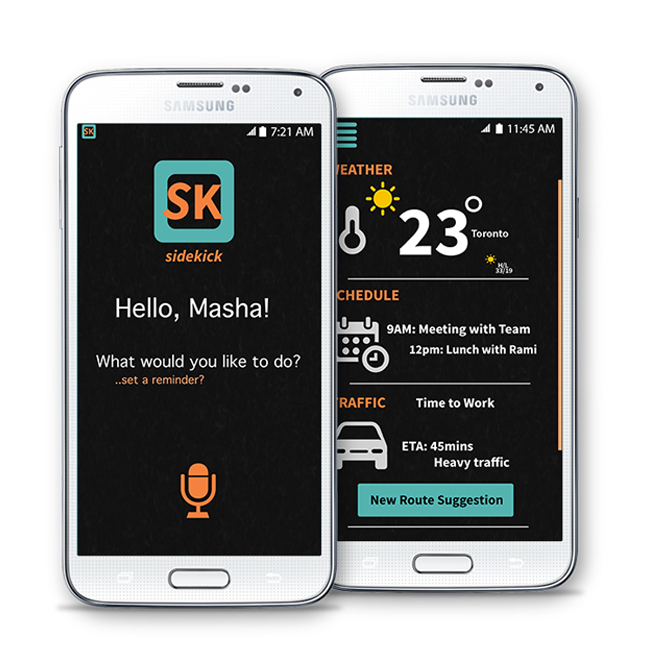 SAMSUNG
SK
7:21 AM
SK
sidekick
Hello, Masha!
What would you like to do?
..set a reminder?
SAMSUNG
11:45 AM
WEATHER
23°
Toronto
H/L
33/19
CHEDULE
9AM: Meeting with Team
12pm: Lunch with Rami
TRAFFIC
Time to Work
ETA: 45mins
Heavy traffic
New Route Suggestion